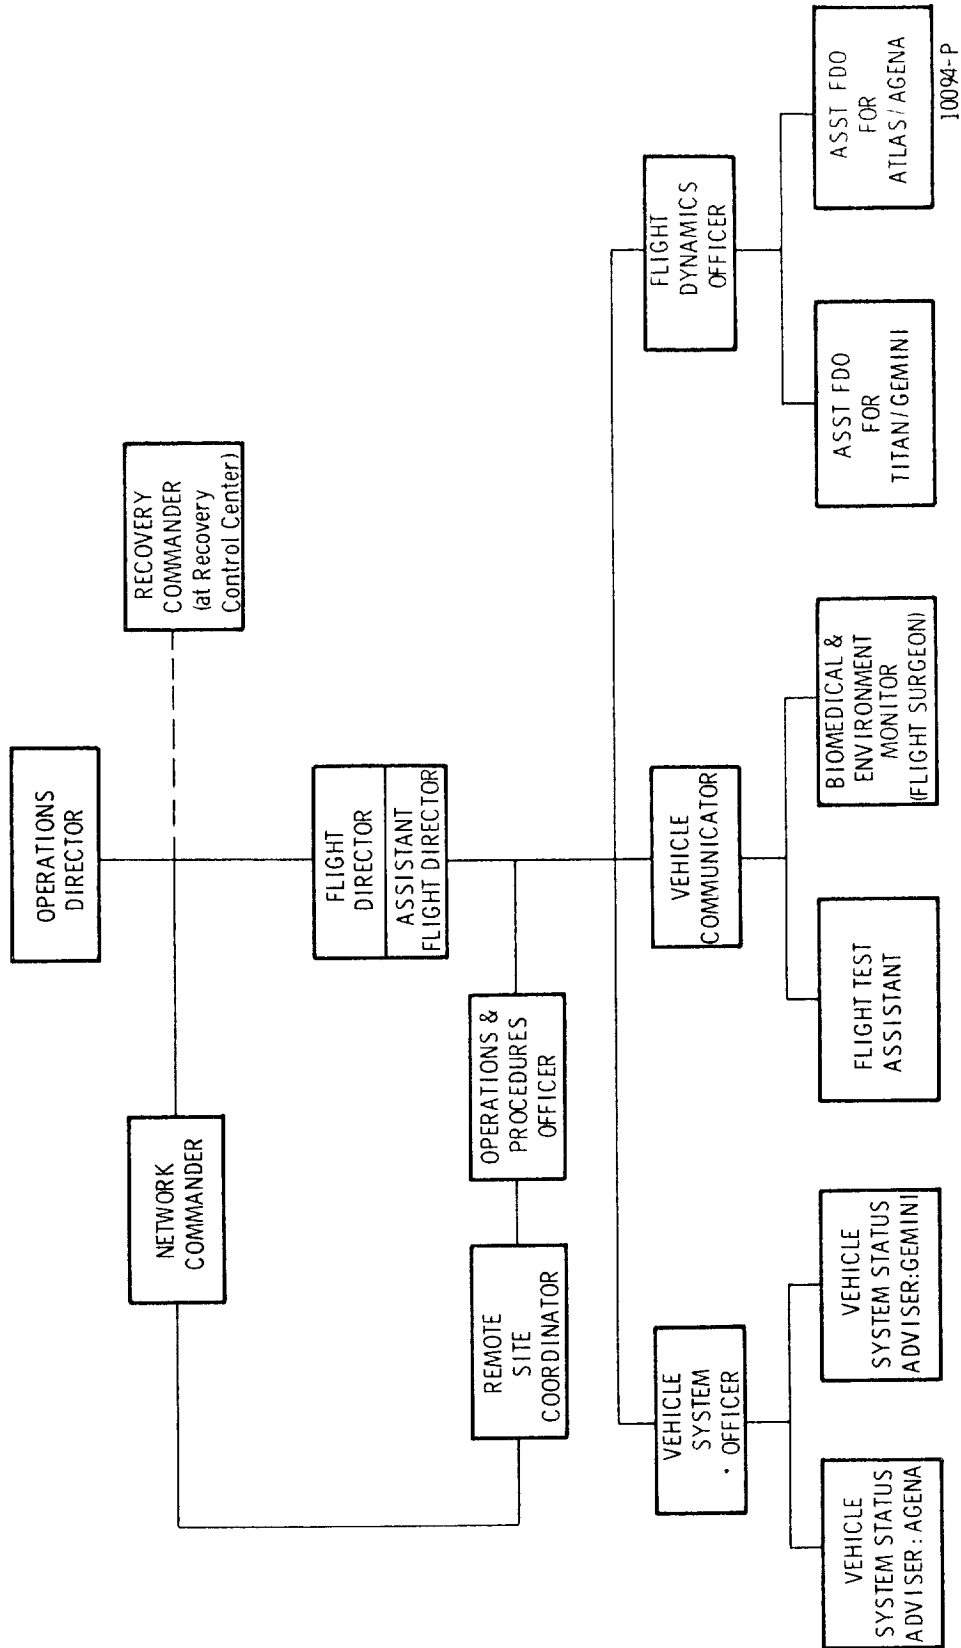 OPERATIONS
DIRECTOR
NETWORK
COMMANDER
RECOVERY
COMMANDER
(at Recovery
Control Center)
FLIGHT
DIRECTOR
ASSISTANT
FLIGHT DIRECTOR
REMOTE
SITE
COORDINATOR
OPERATIONS &
PROCEDURES
OFFICER
VEHICLE
SYSTEM
OFFICER
VEHICLE
COMMUNICATOR
FLIGHT
DYNAMICS
OFFICER
VEHICLE
SYSTEM STATUS
ADVISER: AGENA
VEHICLE
SYSTEM STATUS
ADVISER:GEMINI
FLIGHT TEST
ASSISTANT
BIOMEDICAL &
ENVIRONMENT
MONITOR
(FLIGHT SURGEON)
ASST FDO
FOR
TITAN/GEMINI
ASST FDO
FOR
ATLAS/AGENA
10094-P